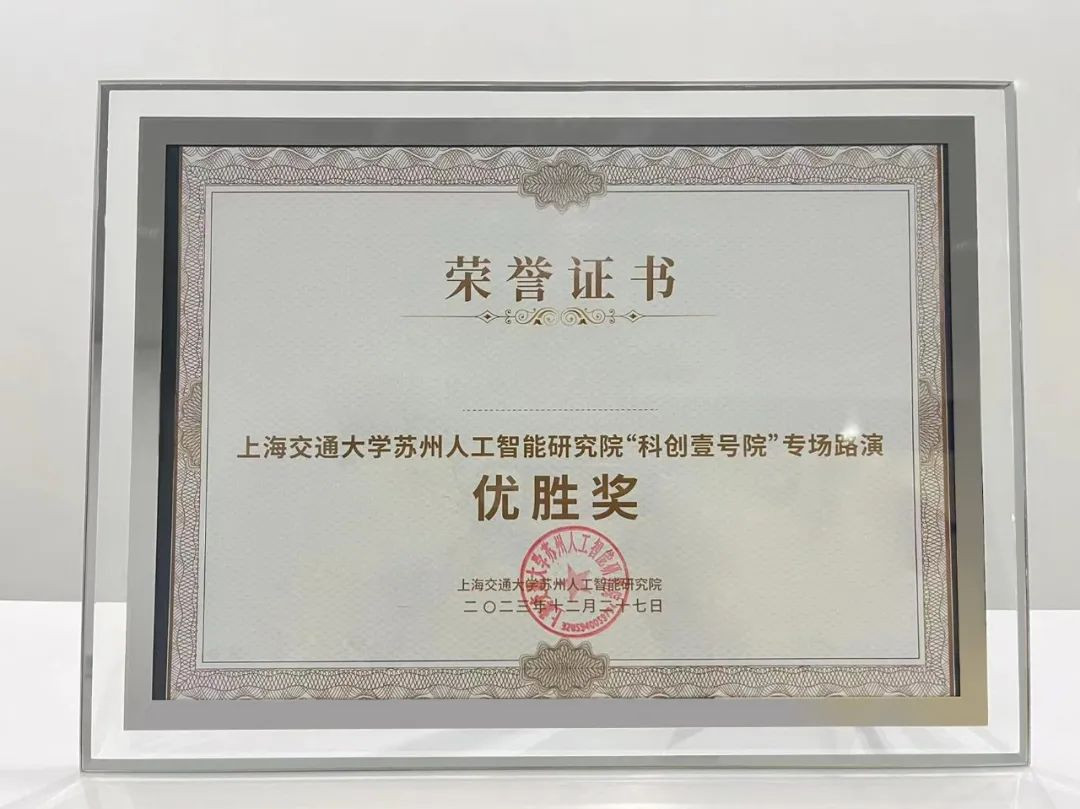 荣誉证书
上海交通大学苏州人工智能研究院“科创壹号院”专场路演
优胜奖
上海交通大学苏州人工智能研究院
二〇二三年十二月二十七日